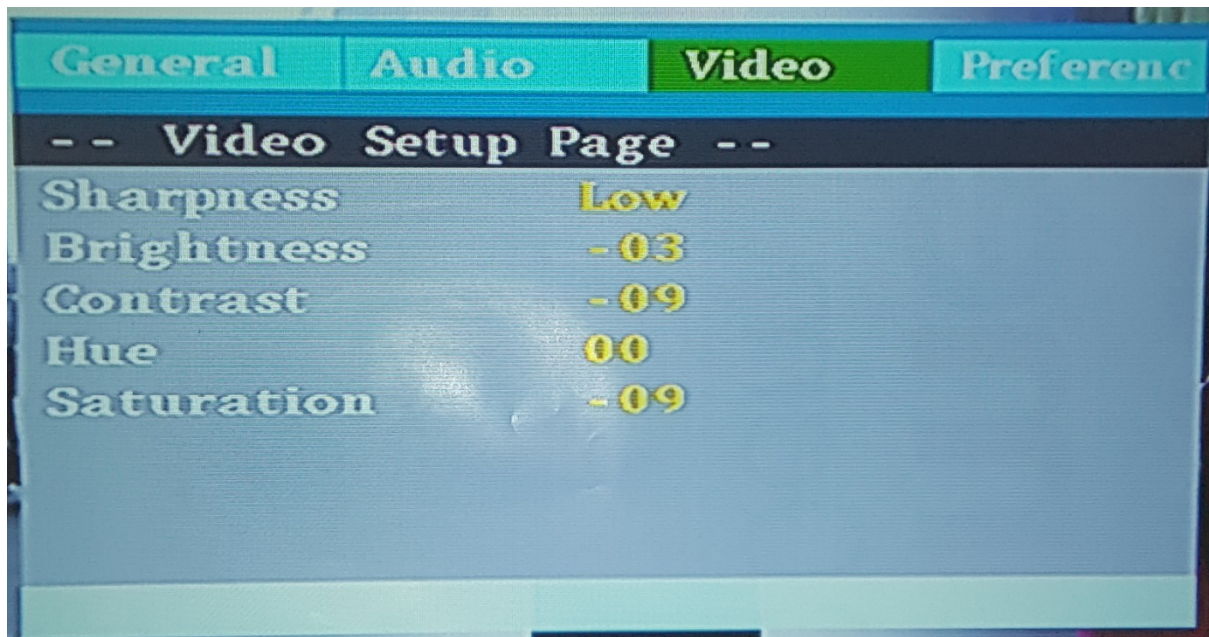 General Audio Video Preferenc
-- Video Setup Page --
Sharpness Low
Brightness -03
Contrast -09
Hue 00
Saturation -09